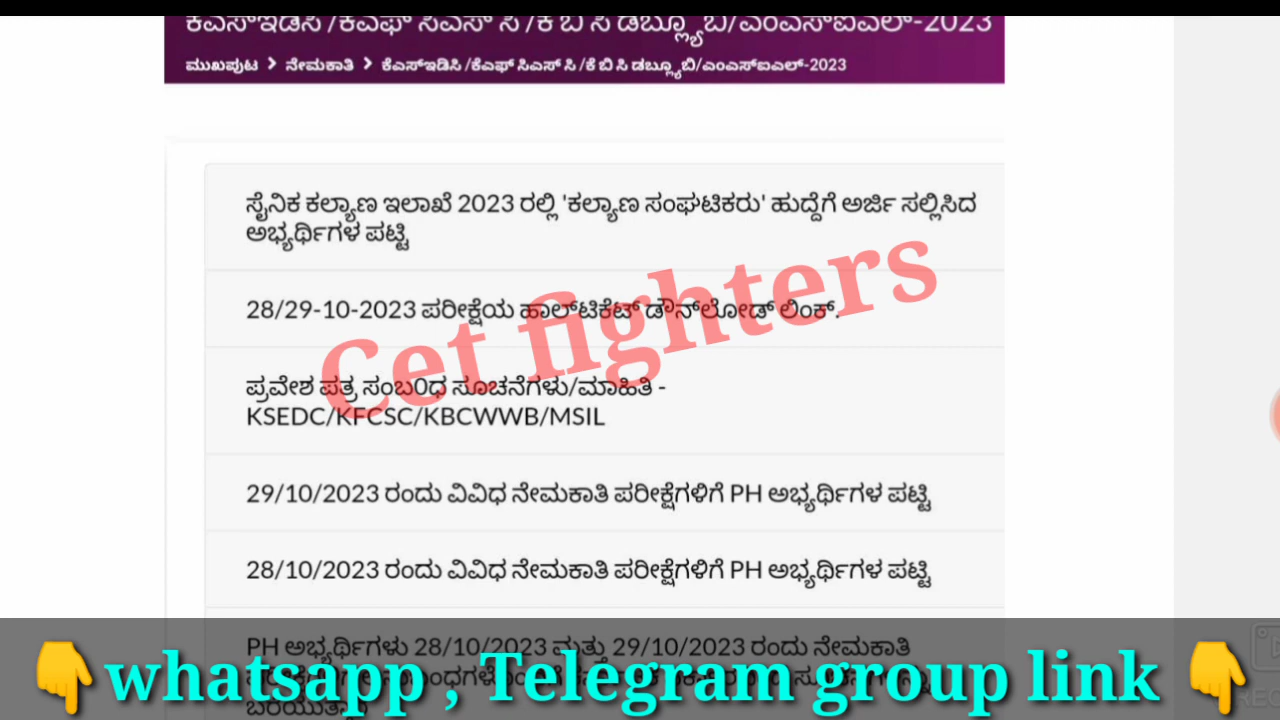 ಕೆಎಸ್ಇಡಿಸಿ /ಕೆಎಫ್ ಸಿಎಸ್ ಸಿ /ಕೆ ಬಿ ಸಿ ಡಬ್ಲ್ಯೂಬಿ/ಎಂಎಸ್ಐಎಲ್-2023
ಮುಖಪುಟ > ನೇಮಕಾತಿ > ಕೆಎಸ್ಇಡಿಸಿ /ಕೆಎಫ್ ಸಿಎಸ್ ಸಿ /ಕೆ ಬಿ ಸಿ ಡಬ್ಲ್ಯೂಬಿ/ಎಂಎಸ್ಐಎಲ್-2023
ಸೈನಿಕ ಕಲ್ಯಾಣ ಇಲಾಖೆ 2023 ರಲ್ಲಿ 'ಕಲ್ಯಾಣ ಸಂಘಟಿಕರು' ಹುದ್ದೆಗೆ ಅರ್ಜಿ ಸಲ್ಲಿಸಿದ
ಅಭ್ಯರ್ಥಿಗಳ ಪಟ್ಟಿ
28/29-10-2023 ಪರೀಕ್ಷೆಯ ಹಾಲ್‌ಟಿಕೆಟ್ ಡೌನ್‌ಲೋಡ್ ಲಿಂಕ್.
Cet fighters
ಪ್ರವೇಶ ಪತ್ರ ಸಂಬ0ಧ ಸೂಚನೆಗಳು/ಮಾಹಿತಿ -
KSEDC/KFCSC/KBCWWB/MSIL
29/10/2023 ರಂದು ವಿವಿಧ ನೇಮಕಾತಿ ಪರೀಕ್ಷೆಗಳಿಗೆ PH ಅಭ್ಯರ್ಥಿಗಳ ಪಟ್ಟಿ
28/10/2023 ರಂದು ವಿವಿಧ ನೇಮಕಾತಿ ಪರೀಕ್ಷೆಗಳಿಗೆ PH ಅಭ್ಯರ್ಥಿಗಳ ಪಟ್ಟಿ
PH ಅಭ್ಯರ್ಥಿಗಳು 28/10/2023 ಮತ್ತು 29/10/2023 ರಂದು ನೇಮಕಾತಿ
👇whatsapp , Telegram group link 👇